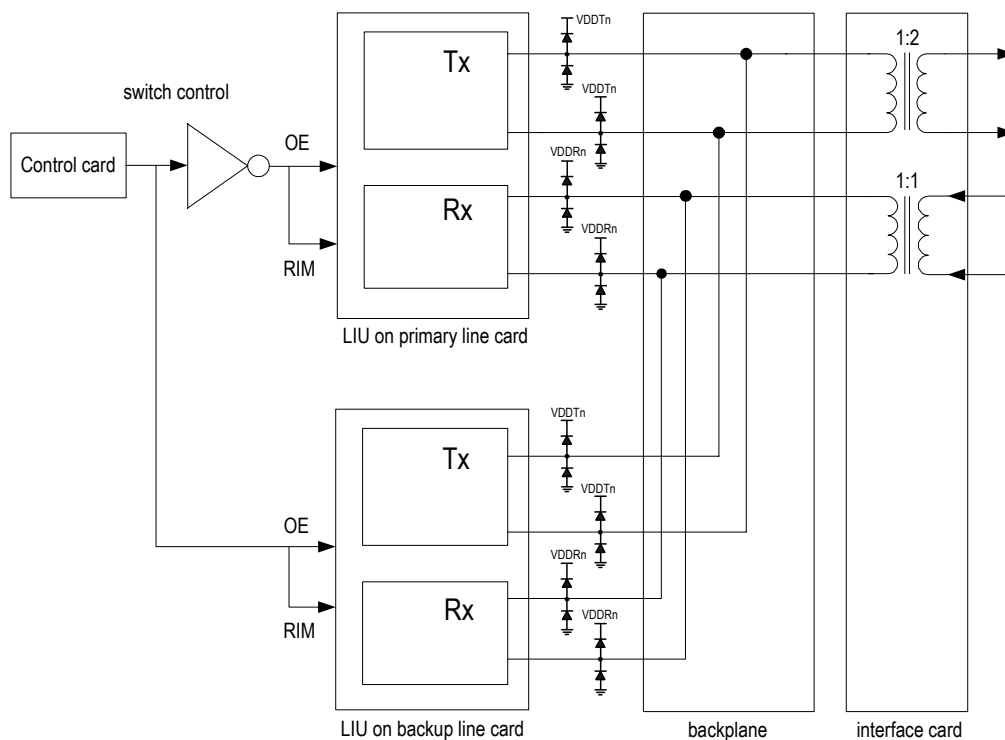 VDDTn
1:2
Tx
switch control
VDDTn
OE
Control card
VDDRn
1:1
Rx
VDDRn
RIM
LIU on primary line card
VDDTn
Tx
VDDTn
OE
VDDRn
Rx
VDDRn
RIM
LIU on backup line card
backplane
interface card